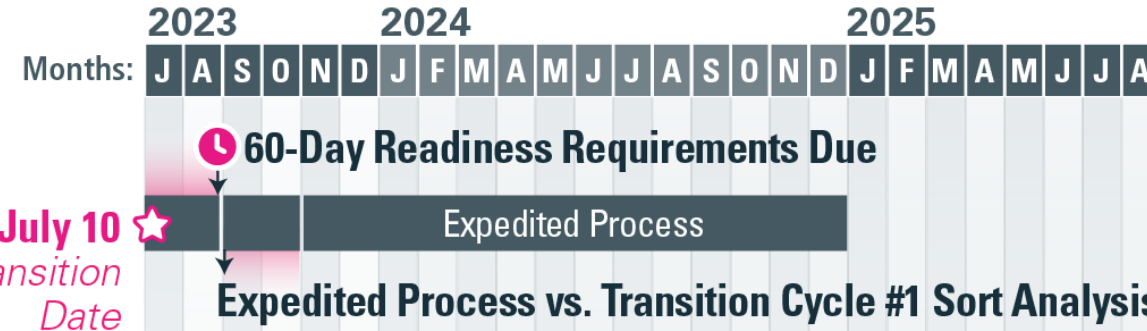 2023 2024 2025
Months: J A S O N D J F M A M J J A S O N D J F M A M J J A
60-Day Readiness Requirements Due
July 10 Expedited Process
ansition
Date
Expedited Process vs. Transition Cycle #1 Sort Analysis